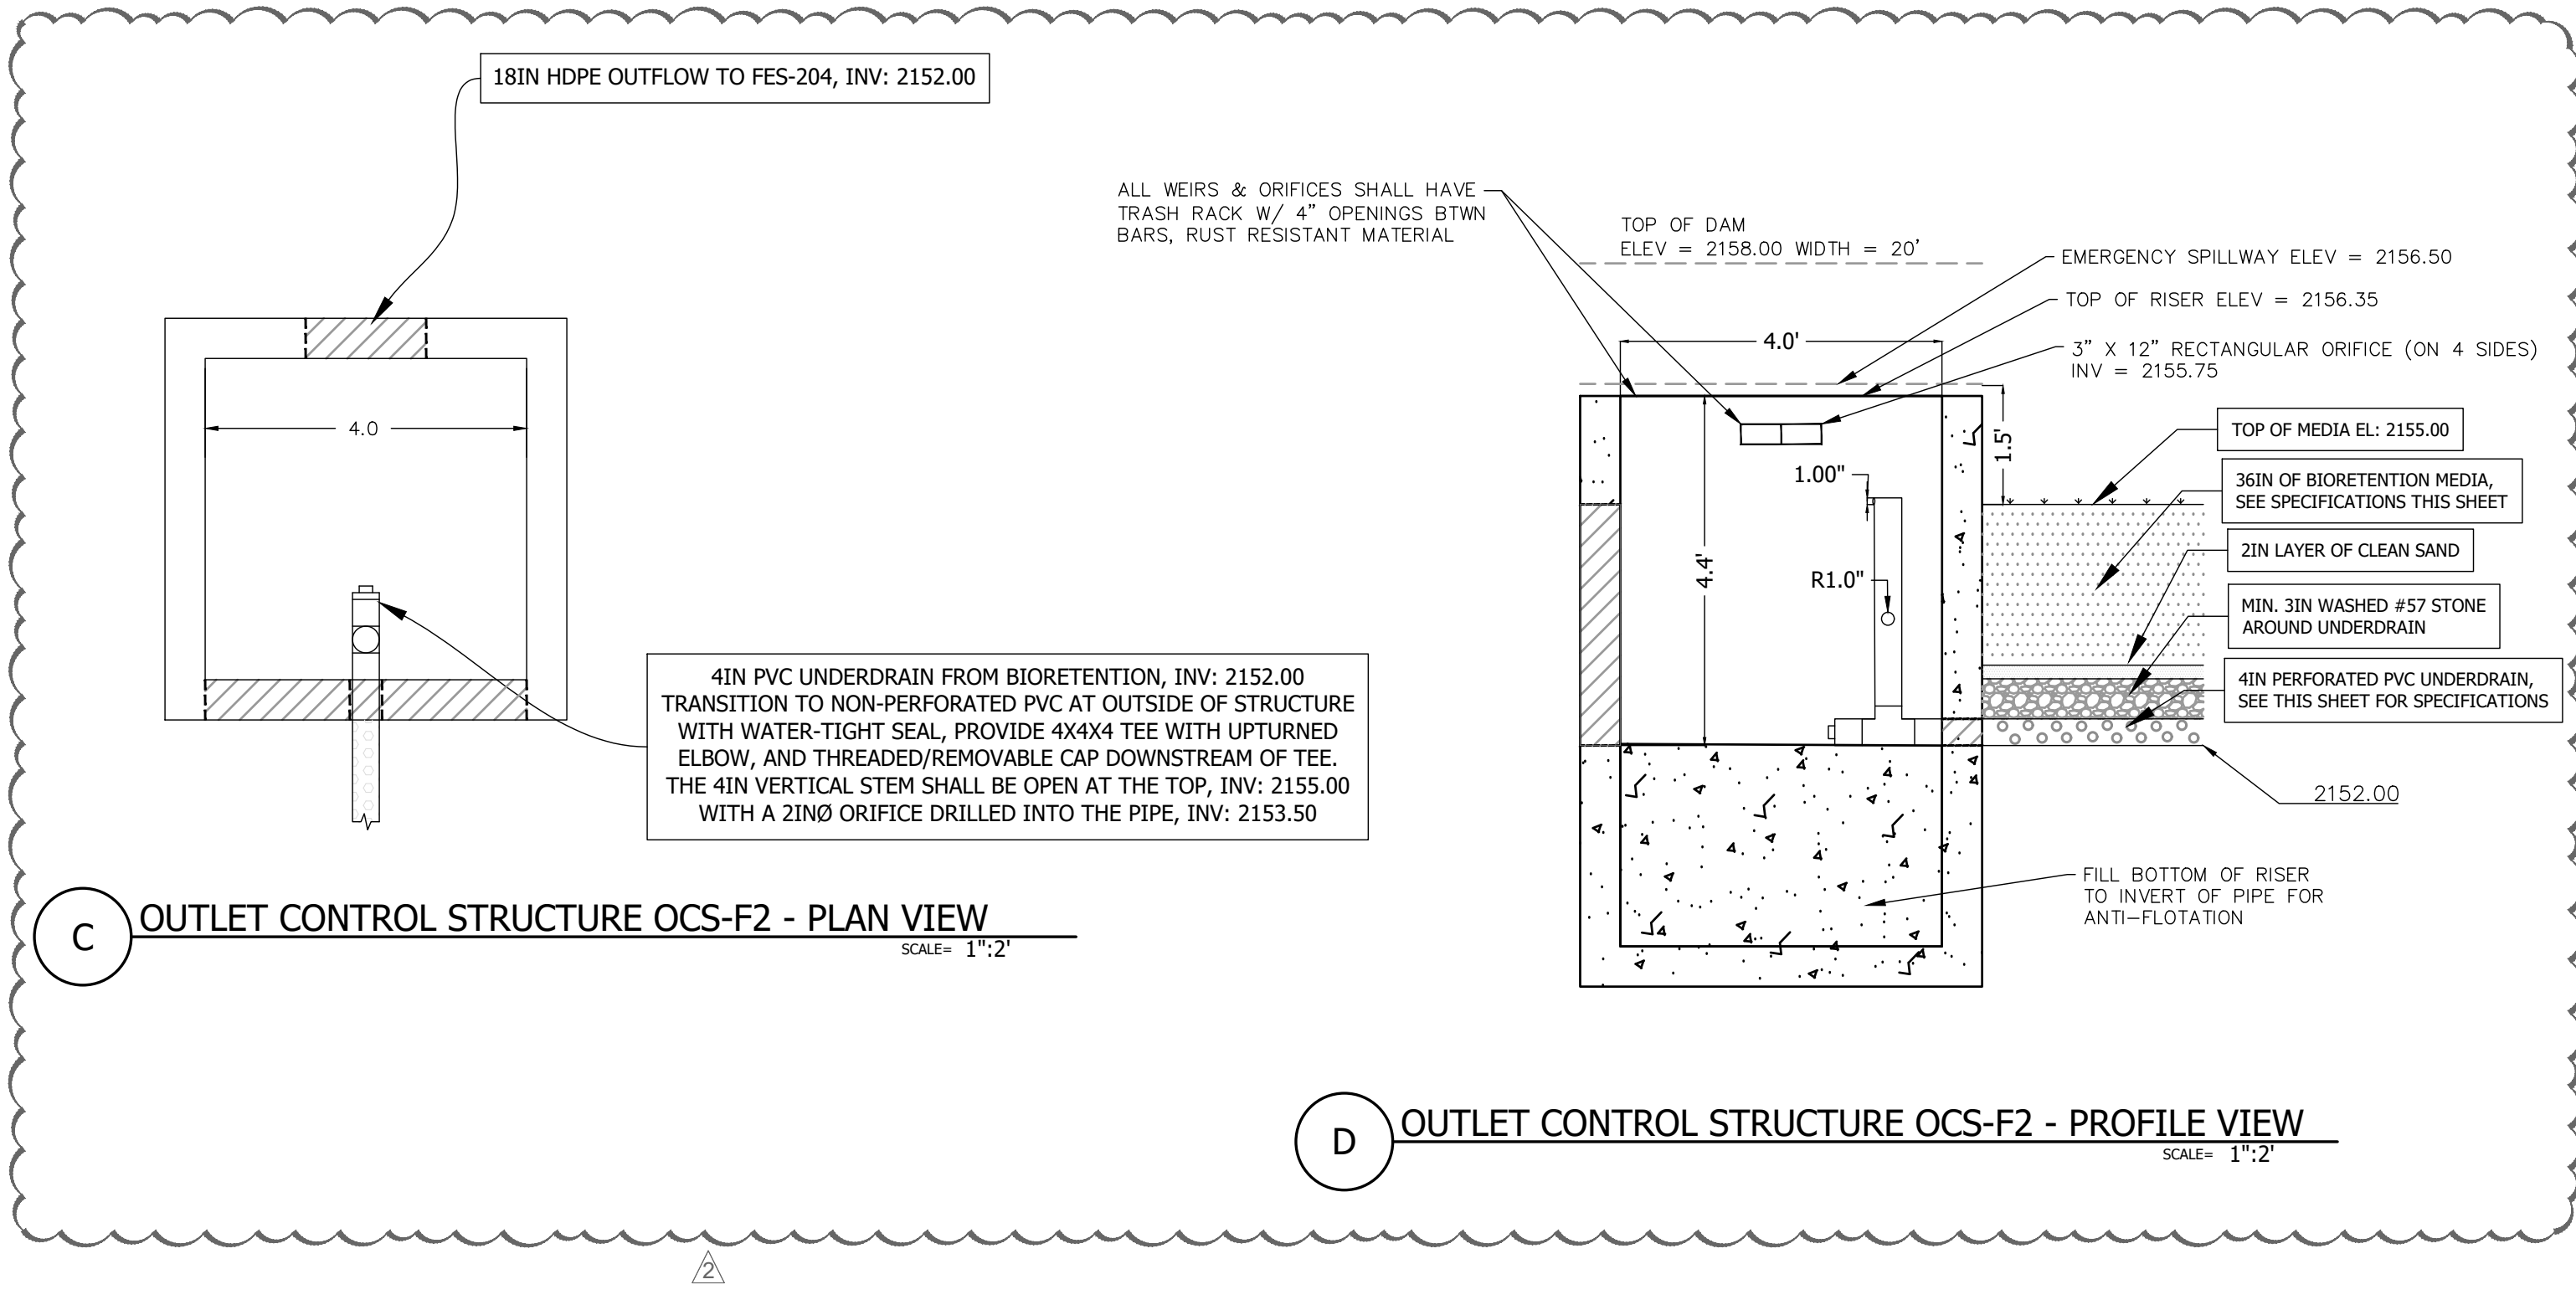 18IN HDPE OUTFLOW TO FES-204, INV: 2152.00
4.0
4IN PVC UNDERDRAIN FROM BIORETENTION, INV: 2152.00
TRANSITION TO NON-PERFORATED PVC AT OUTSIDE OF STRUCTURE
WITH WATER-TIGHT SEAL, PROVIDE 4X4X4 TEE WITH UPTURNED
ELBOW, AND THREADED/REMOVABLE CAP DOWNSTREAM OF TEE.
THE 4IN VERTICAL STEM SHALL BE OPEN AT THE TOP, INV: 2155.00
WITH A 2INØ ORIFICE DRILLED INTO THE PIPE, INV: 2153.50
C
OUTLET CONTROL STRUCTURE OCS-F2 - PLAN VIEW
SCALE= 1":2'
ALL WEIRS & ORIFICES SHALL HAVE
TRASH RACK W/ 4" OPENINGS BTWN
BARS, RUST RESISTANT MATERIAL
TOP OF DAM
ELEV = 2158.00 WIDTH = 20'
EMERGENCY SPILLWAY ELEV = 2156.50
TOP OF RISER ELEV = 2156.35
3" X 12" RECTANGULAR ORIFICE (ON 4 SIDES)
INV = 2155.75
4.0'
1.5'
1.00"
4.4'
R1.0"
TOP OF MEDIA EL: 2155.00
36IN OF BIORETENTION MEDIA,
SEE SPECIFICATIONS THIS SHEET
2IN LAYER OF CLEAN SAND
MIN. 3IN WASHED #57 STONE
AROUND UNDERDRAIN
4IN PERFORATED PVC UNDERDRAIN,
SEE THIS SHEET FOR SPECIFICATIONS
2152.00
FILL BOTTOM OF RISER
TO INVERT OF PIPE FOR
ANTI-FLOTATION
D
OUTLET CONTROL STRUCTURE OCS-F2 - PROFILE VIEW
SCALE= 1":2'
2